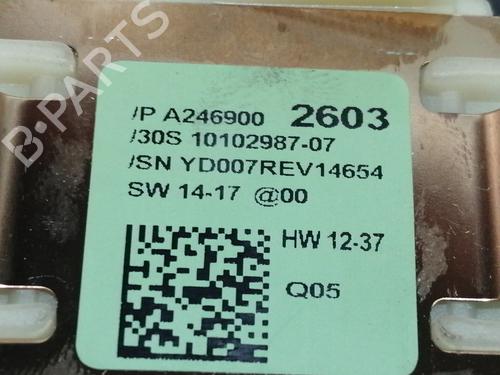 B-PARTS
/P A246900 2603
/30S 10102987-07
/SN YD007REV14654
SW 14-17 @00
HW 12-37
Q05